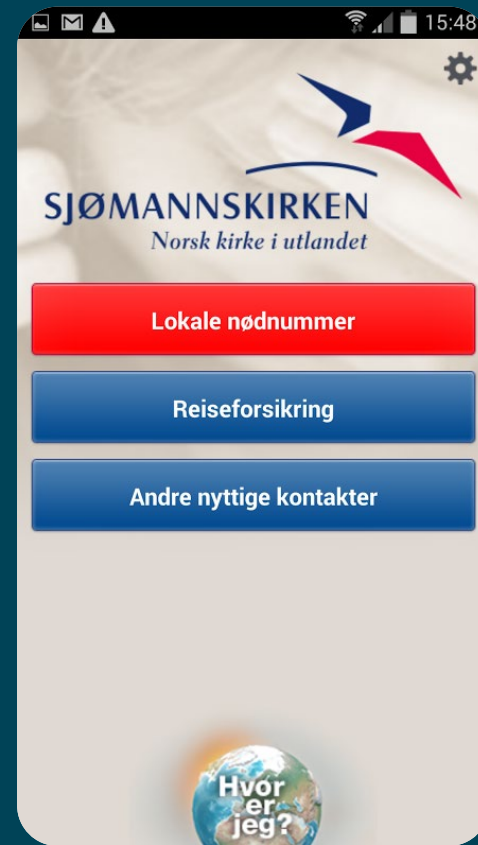 15:48
SJØMANNSKIRKEN
Norsk kirke i utlandet
Lokale nødnummer
Reiseforsikring
Andre nyttige kontakter
Hvor
er
jeg?